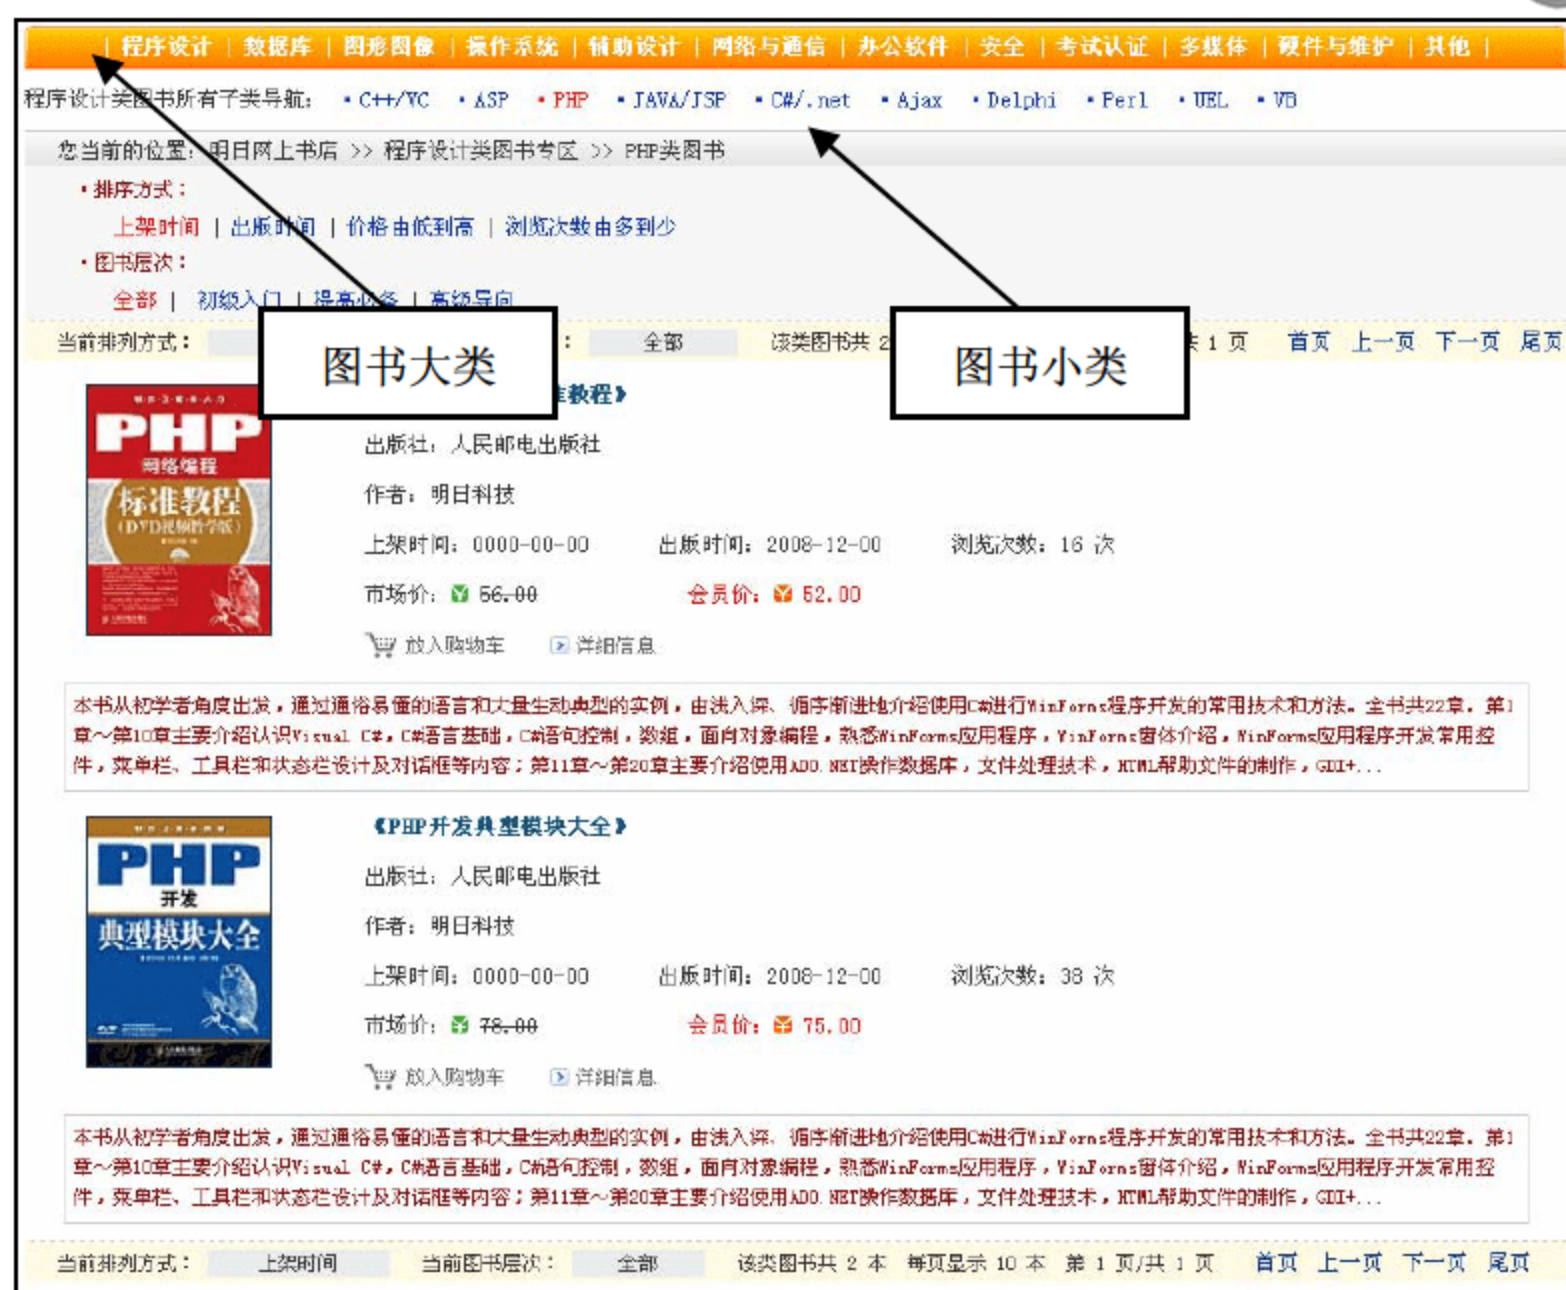 | 程序设计 | 数据库 | 图形图像 | 操作系统 | 辅助设计 | 网络与通信 | 办公软件 | 安全 | 考试认证 | 多媒体 | 硬件与维护 | 其他 |
程序设计类图书所有子类导航: ▪ C++/VC ▪ ASP ▪ PHP ▪ JAVA/JSP ▪ C#/.net ▪ Ajax ▪ Delphi ▪ Perl ▪ UEL ▪ VB
您当前的位置: 明日网上书店 >> 程序设计类图书专区 >> PHP类图书
▪ 排序方式:
上架时间 | 出版时间 | 价格由低到高 | 浏览次数由多到少
▪ 图书层次:
全部 | 初级入门 | 提高必备 | 高级导向
当前排列方式: : 全部 该类图书共 2 共 1 页 首页 上一页 下一页 尾页
图书大类 图书小类
准教程》
PHP
网络编程
标准教程
(DVD视频教学版)
出版社: 人民邮电出版社
作者: 明日科技
上架时间: 0000-00-00 出版时间: 2008-12-00 浏览次数: 16 次
市场价: 56.00 会员价: 52.00
放入购物车 详细信息
本书从初学者角度出发,通过通俗易懂的语言和大量生动典型的实例,由浅入深、循序渐进地介绍使用C#进行WinForms程序开发的常用技术和方法。全书共22章. 第1
章~第10章主要介绍认识Visual C#,C#语言基础,C#语句控制,数组,面向对象编程,熟悉WinForms应用程序,WinForms窗体介绍,WinForms应用程序开发常用控
件,菜单栏、工具栏和状态栏设计及对话框等内容;第11章~第20章主要介绍使用ADO.NET操作数据库,文件处理技术,HTML帮助文件的制作,GDI+...
《PHP开发典型模块大全》
PHP
开发
典型模块大全
出版社: 人民邮电出版社
作者: 明日科技
上架时间: 0000-00-00 出版时间: 2008-12-00 浏览次数: 38 次
市场价: 78.00 会员价: 75.00
放入购物车 详细信息
本书从初学者角度出发,通过通俗易懂的语言和大量生动典型的实例,由浅入深、循序渐进地介绍使用C#进行WinForms程序开发的常用技术和方法。全书共22章. 第1
章~第10章主要介绍认识Visual C#,C#语言基础,C#语句控制,数组,面向对象编程,熟悉WinForms应用程序,WinForms窗体介绍,WinForms应用程序开发常用控
件,菜单栏、工具栏和状态栏设计及对话框等内容;第11章~第20章主要介绍使用ADO.NET操作数据库,文件处理技术,HTML帮助文件的制作,GDI+...
当前排列方式: 上架时间 当前图书层次: 全部 该类图书共 2 本 每页显示 10 本 第 1 页/共 1 页 首页 上一页 下一页 尾页